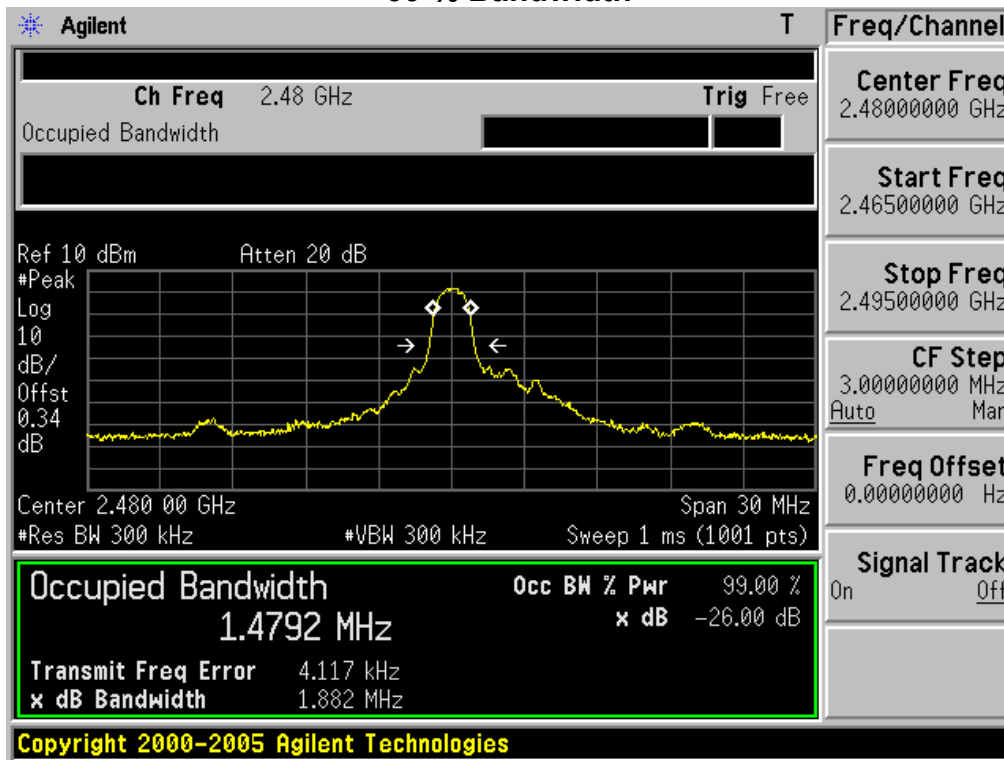 Agilent T Freq/Channel
Ch Freq 2.48 GHz Trig Free
Occupied Bandwidth
Center Freq
2.48000000 GHz
Start Freq
2.46500000 GHz
Stop Freq
2.49500000 GHz
CF Step
3.00000000 MHz
Auto Man
Freq Offset
0.00000000 Hz
Signal Track
On Off
Ref 10 dBm Atten 20 dB
#Peak
Log
10
dB/
Offst
0.34
dB
Center 2.480 00 GHz Span 30 MHz
#Res BW 300 kHz #VBW 300 kHz Sweep 1 ms (1001 pts)
Occupied Bandwidth
1.4792 MHz
Occ BW % Pwr 99.00 %
x dB -26.00 dB
Transmit Freq Error 4.117 kHz
x dB Bandwidth 1.882 MHz
Copyright 2000-2005 Agilent Technologies